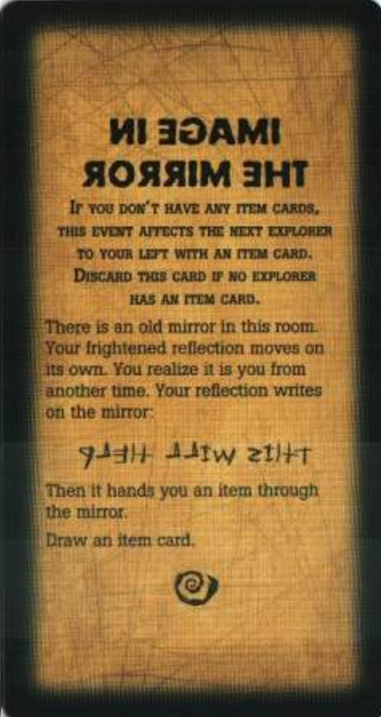 IMAGE IN
THE MIRROR
IF YOU DON'T HAVE ANY ITEM CARDS,
THIS EVENT AFFECTS THE NEXT EXPLORER
TO YOUR LEFT WITH AN ITEM CARD.
DISCARD THIS CARD IF NO EXPLORER
HAS AN ITEM CARD.
There is an old mirror in this room.
Your frightened reflection moves on
its own. You realize it is you from
another time. Your reflection writes
on the mirror:
THIS WILL HELP
Then it hands you an item through
the mirror.
Draw an item card.